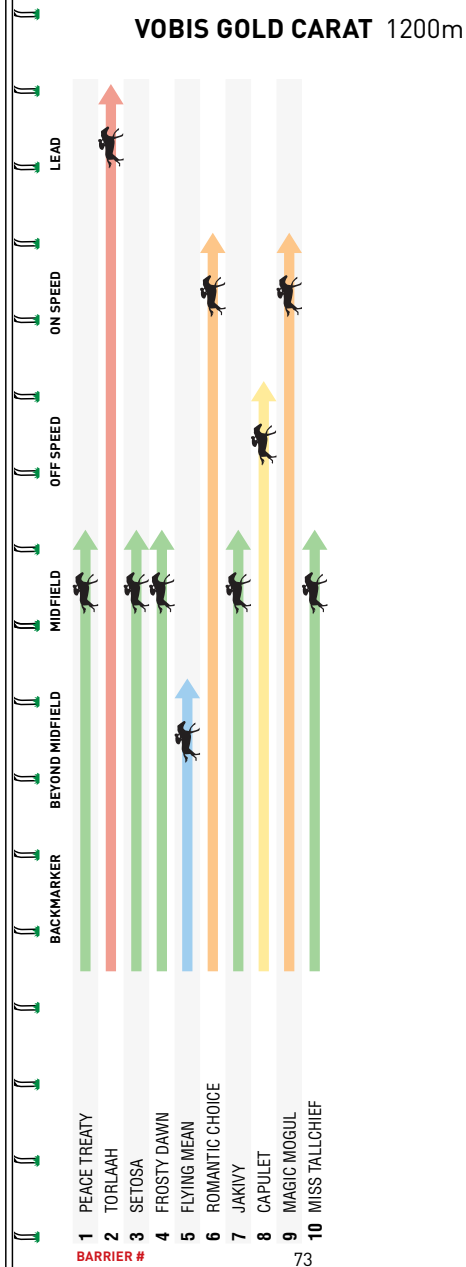 VOBIS GOLD CARAT 1200m
LEAD
ON SPEED
OFF SPEED
MIDFIELD
BEYOND MIDFIELD
BACKMARKER
1 PEACE TREATY
2 TORLAAH
3 SETOSA
4 FROSTY DAWN
5 FLYING MEAN
6 ROMANTIC CHOICE
7 JAKIVY
8 CAPULET
9 MAGIC MOGUL
10 MISS TALLCHIEF
BARRIER #
73